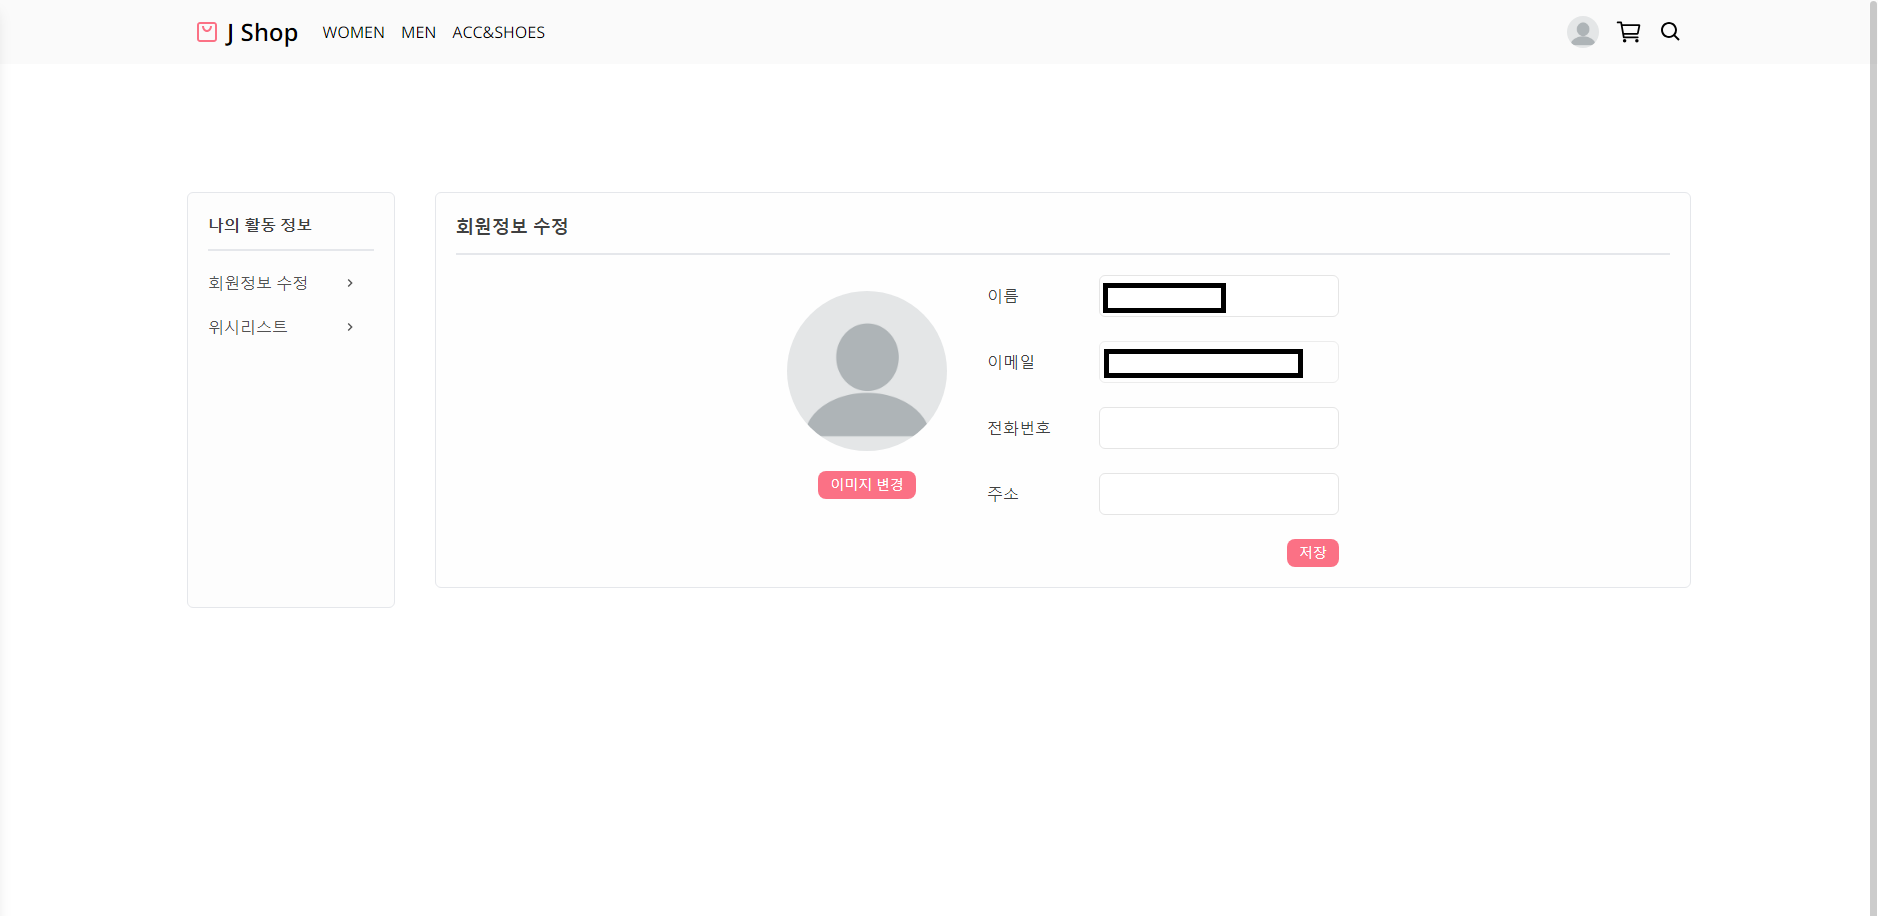 J Shop WOMEN MEN ACC&SHOES
나의 활동 정보
회원정보 수정
위시리스트
회원정보 수정
이미지 변경
이름
이메일
전화번호
주소
저장